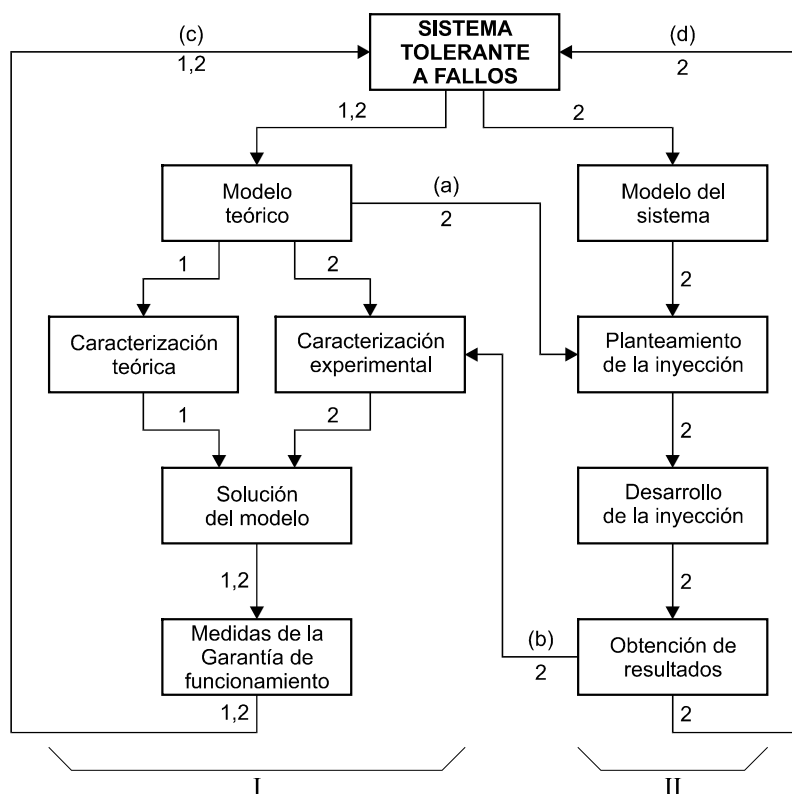 (c)
1,2
SISTEMA
TOLERANTE
A FALLOS
(d)
2
1,2
2
Modelo
teórico
(a)
2
Modelo del
sistema
1
2
2
Caracterización
teórica
Caracterización
experimental
Planteamiento
de la inyección
1
2
2
Solución
del modelo
Desarrollo
de la inyección
1,2
2
Medidas de la
Garantía de
funcionamiento
(b)
2
Obtención de
resultados
1,2
2
I
II